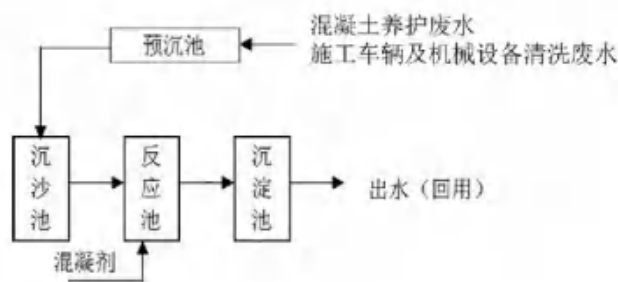 混凝土养护废水
预沉池
施工车辆及机械设备清洗废水
沉沙池
反应池
沉淀池
出水（回用）
混凝剂